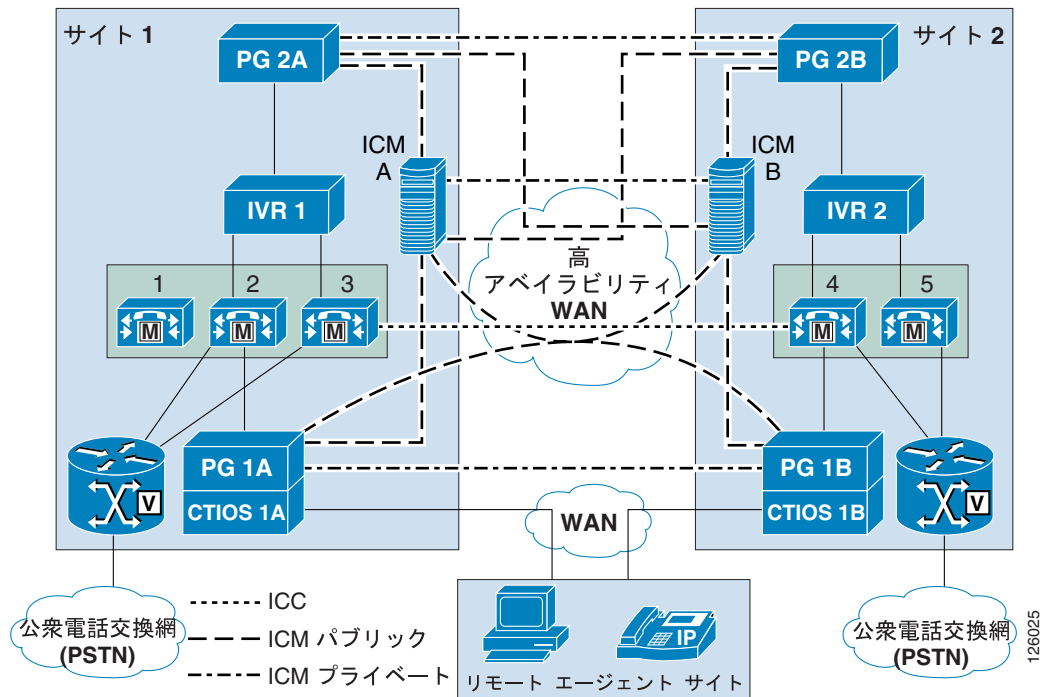 サイト 1
サイト 2
PG 2A
PG 2B
ICM
A
ICM
B
IVR 1
IVR 2
高
アベイラビリティ
WAN
1
2
3
4
5
M
M
M
M
M
V
PG 1A
CTIOS 1A
PG 1B
CTIOS 1B
V
WAN
公衆電話交換網
(PSTN)
ICC
ICM パブリック
ICM プライベート
IP
リモート エージェント サイト
公衆電話交換網
(PSTN)
126025